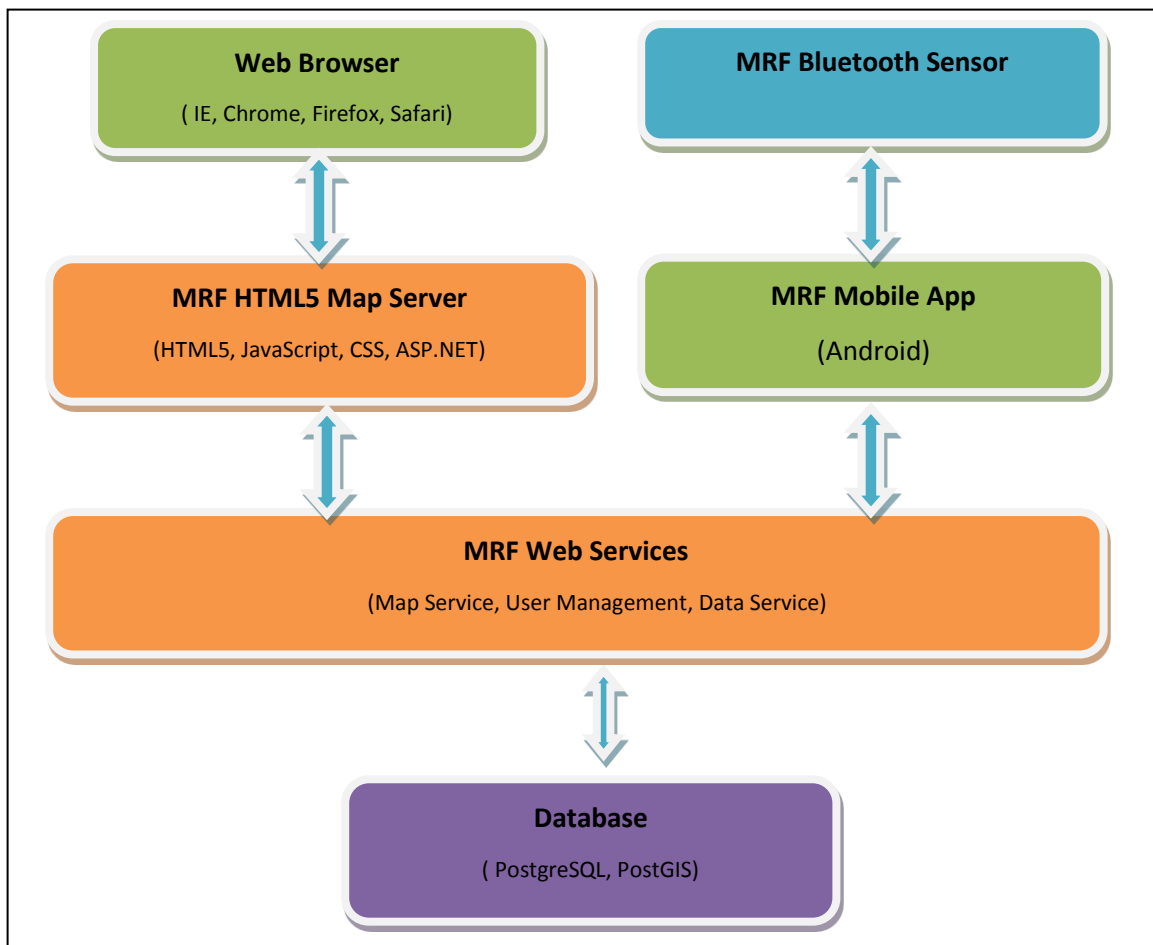 Web Browser
( IE, Chrome, Firefox, Safari)
MRF Bluetooth Sensor
MRF HTML5 Map Server
(HTML5, JavaScript, CSS, ASP.NET)
MRF Mobile App
(Android)
MRF Web Services
(Map Service, User Management, Data Service)
Database
( PostgreSQL, PostGIS)